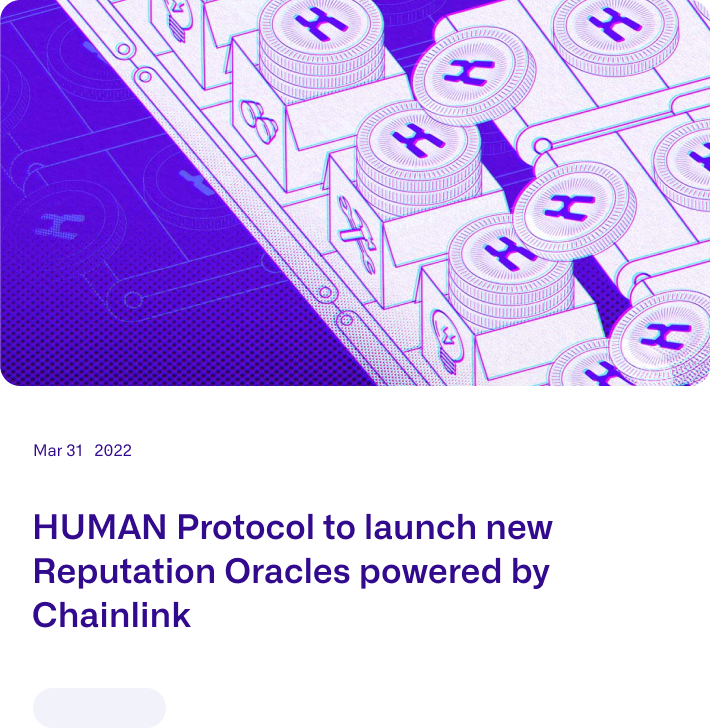 Mar 31 2022
HUMAN Protocol to launch new
Reputation Oracles powered by
Chainlink